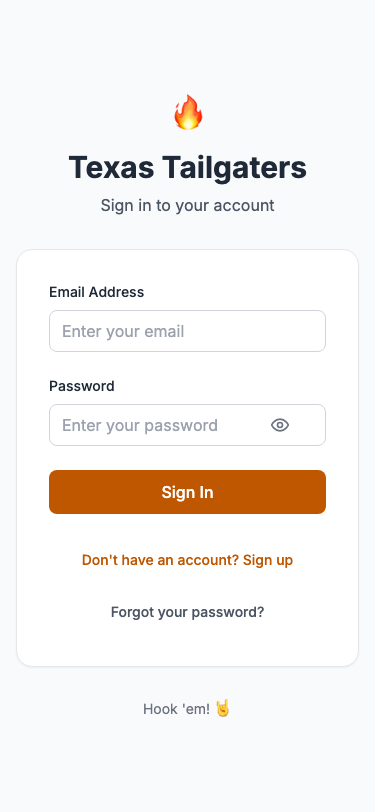 Texas Tailgaters
Sign in to your account
Email Address
Enter your email
Password
Enter your password
Sign In
Don't have an account? Sign up
Forgot your password?
Hook 'em! 🤘